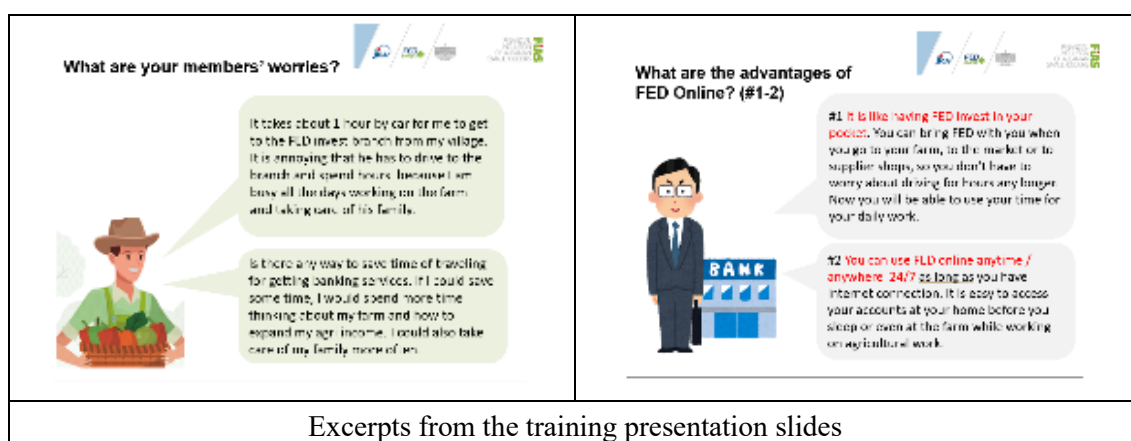 What are your members' worries?
It takes about 1 hour by car for me to get
to the FED invest branch from my village.
It is annoying that he has to drive to the
branch and spend hours, because I am
busy all the days working on the farm
and taking care of his family.
Is there any way to save time of traveling
for getting banking services. If I could save
some time, I would spend more time
thinking about my farm and how to
expand my agri income. I could also take
care of my family more often
What are the advantages of
FED Online? (#1-2)
#1 It is like having FED invest in your
pocket. You can bring FED with you when
you go to your farm, to the market or to
supplier shops, so you don't have to
worry about driving for hours any longer.
Now you will be able to use your time for
your daily work.
#2 You can use FED online anytime /
anywhere 24/7 as long as you have
internet connection. It is easy to access
your accounts at your home before you
sleep or even at the farm while working
on agricultural work.
BANK
Excerpts from the training presentation slides